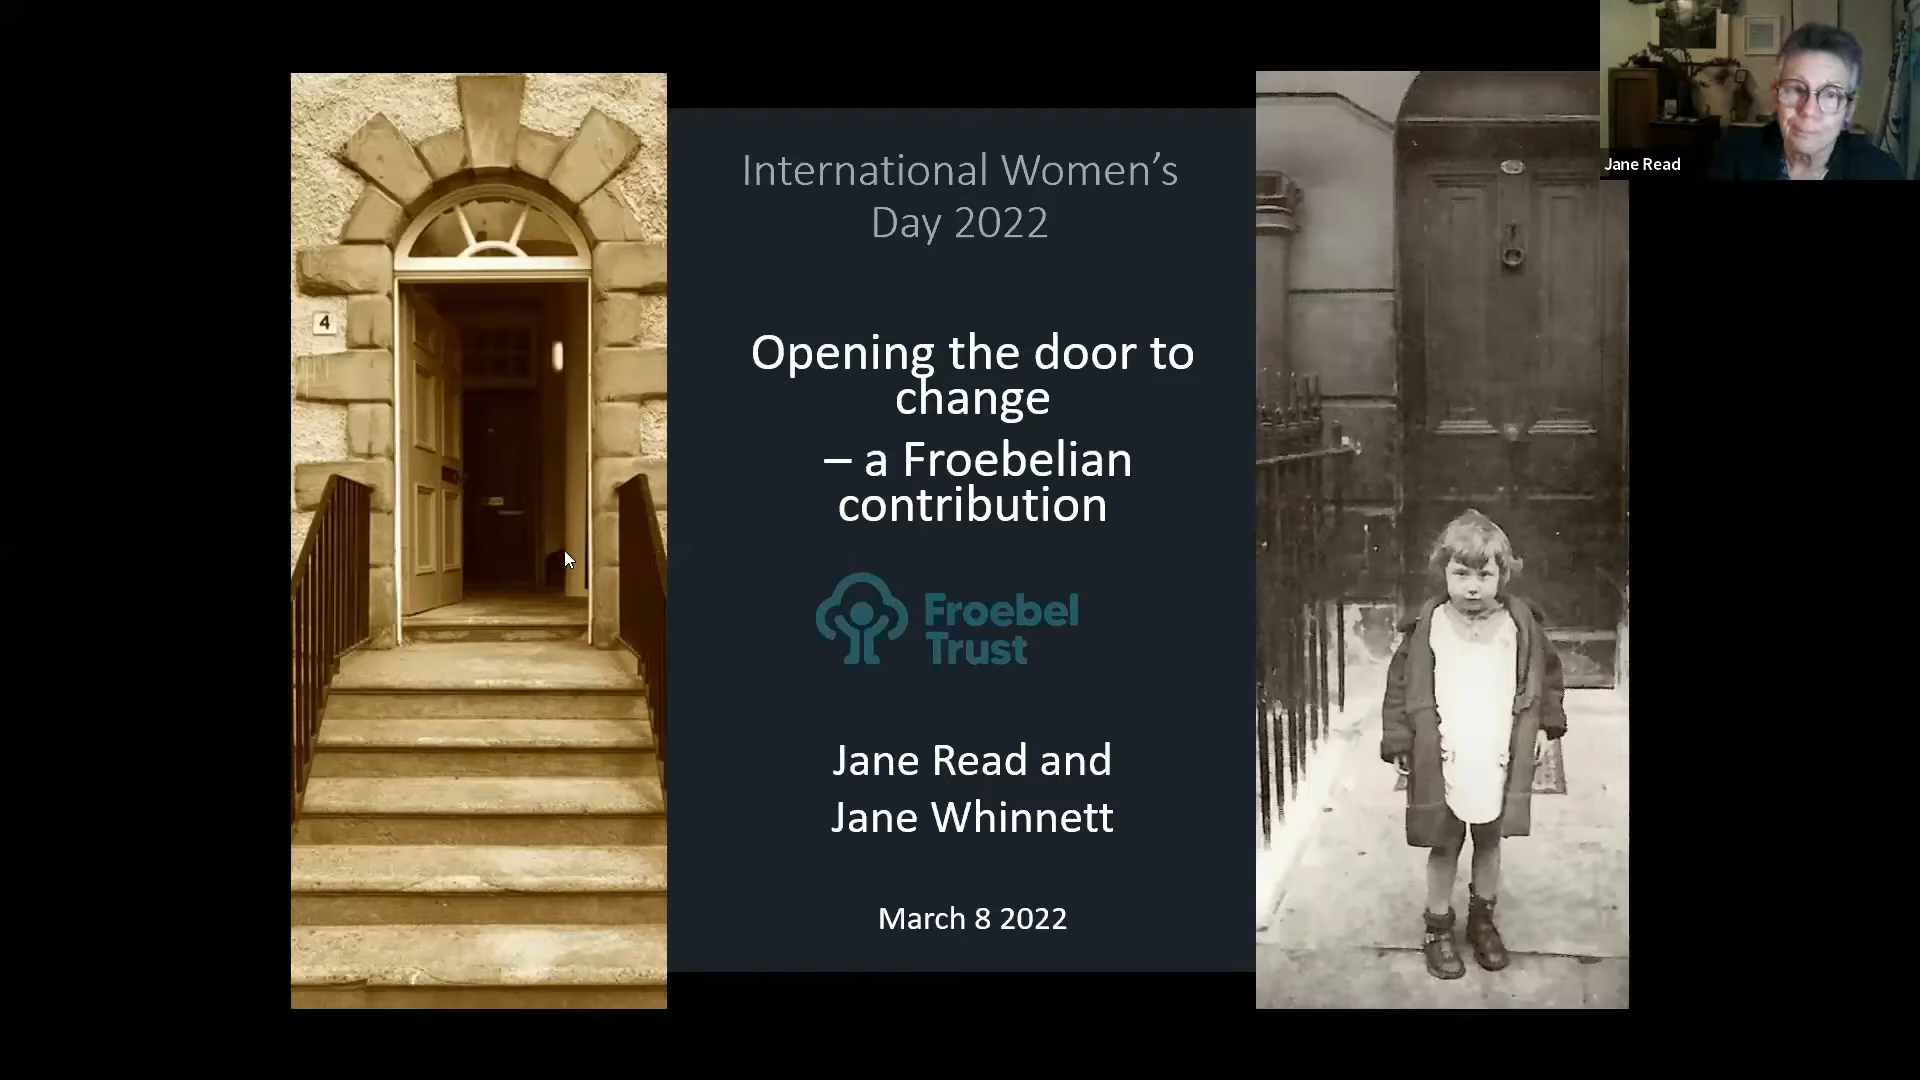 International Women's
Day 2022
4
Opening the door to
change
– a Froebelian
contribution
Froebel
Trust
Jane Read and
Jane Whinnett
March 8 2022
Jane Read